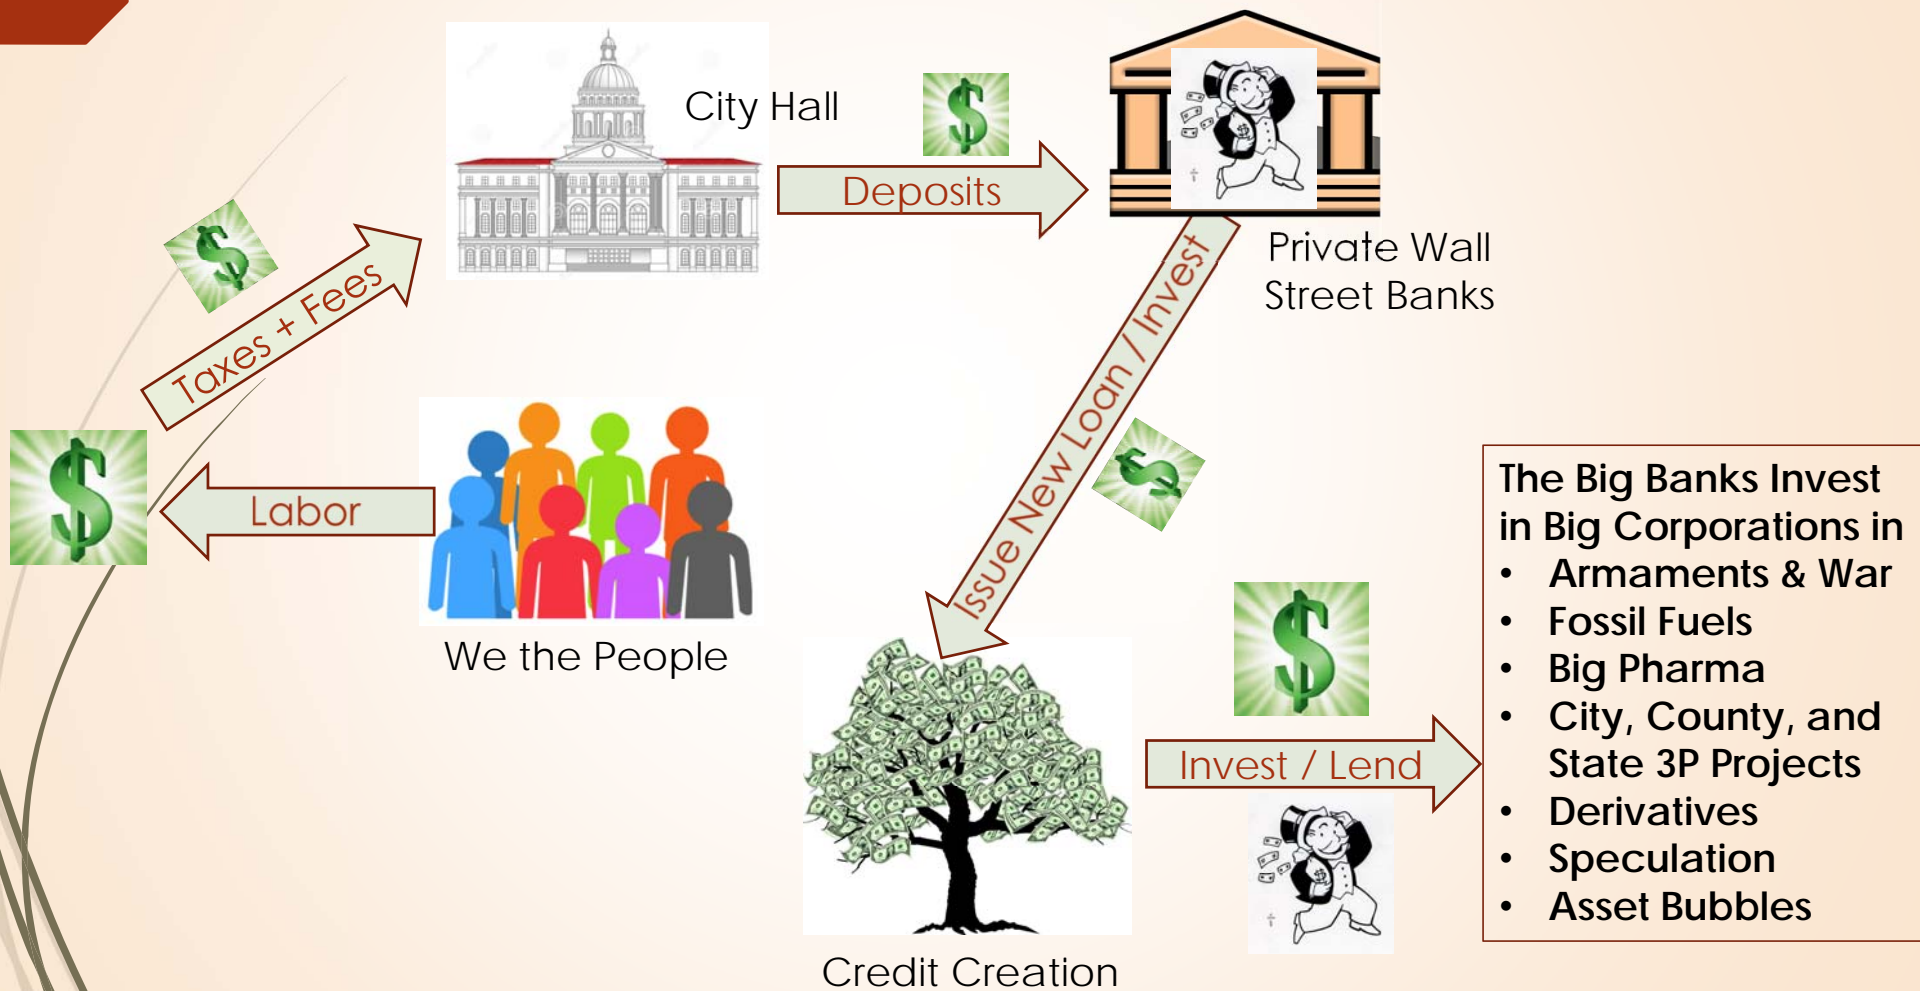 City Hall
Deposits
Private Wall
Street Banks
Taxes + Fees
Issue New Loan / Invest
Labor
We the People
Invest / Lend
Credit Creation
The Big Banks Invest
in Big Corporations in
• Armaments & War
• Fossil Fuels
• Big Pharma
• City, County, and
State 3P Projects
• Derivatives
• Speculation
• Asset Bubbles